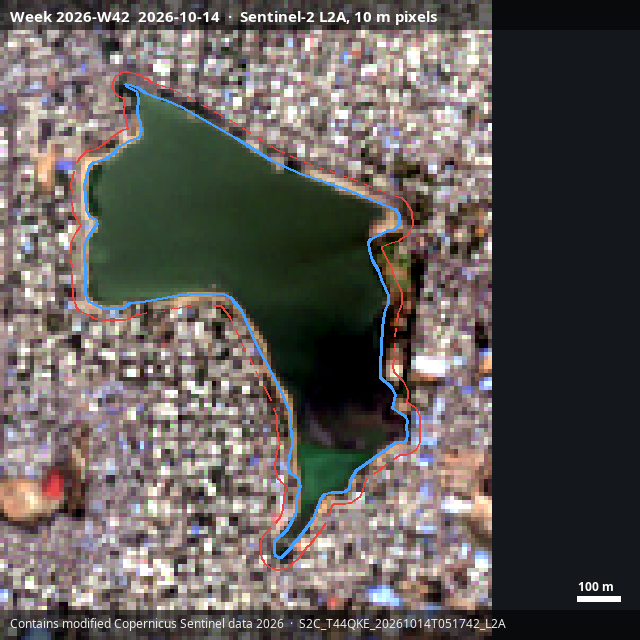 Week 2026-W42  2026-10-14  ·  Sentinel-2 L2A, 10 m pixels
100 m
Contains modified Copernicus Sentinel data 2026  ·  S2C_T44QKE_20261014T051742_L2A